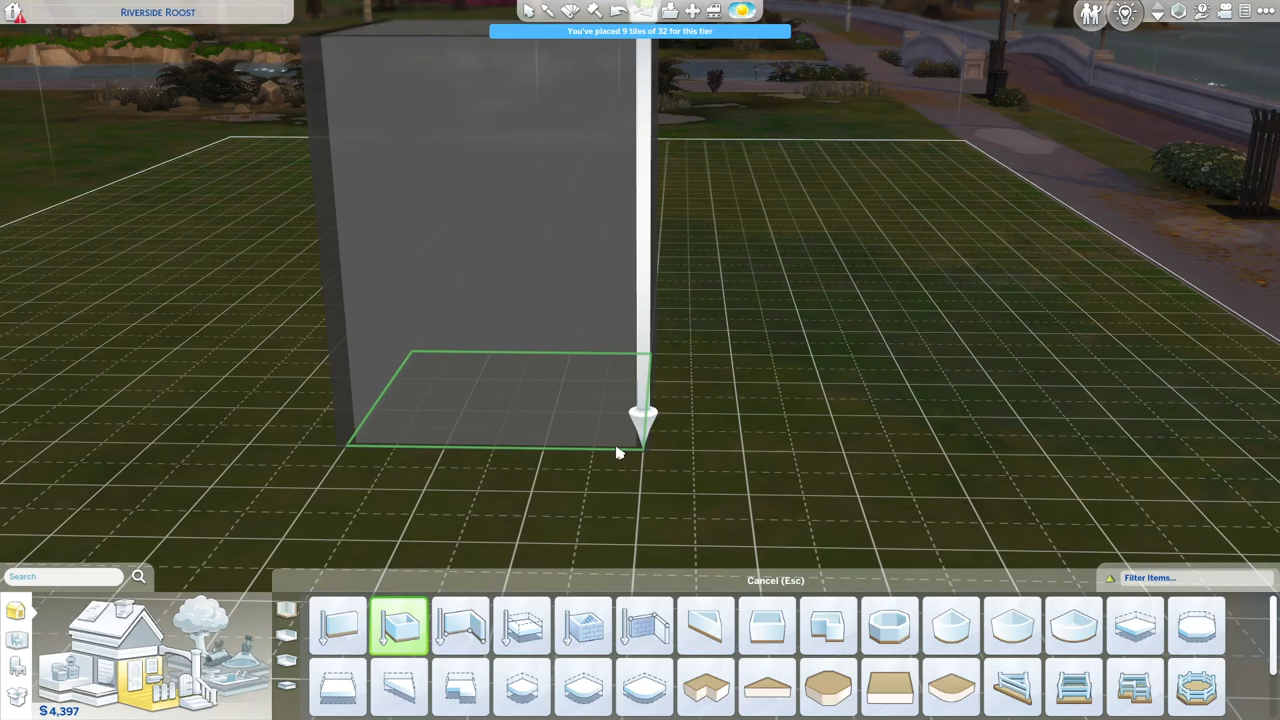 RIVERSIDE ROOST
You've placed 9 tiles of 32 for this tier
Search
Cancel (Esc)
Filter Items...
§4,397